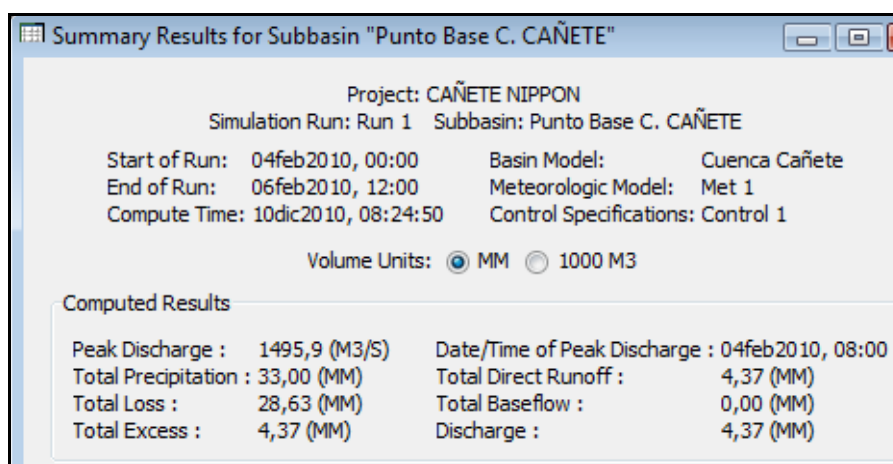 Summary Results for Subbasin "Punto Base C. CAÑETE"
Project: CAÑETE NIPPON
Simulation Run: Run 1 Subbasin: Punto Base C. CAÑETE
Start of Run: 04feb2010, 00:00 Basin Model: Cuenca Cañete
End of Run: 06feb2010, 12:00 Meteorologic Model: Met 1
Compute Time: 10dic2010, 08:24:50 Control Specifications: Control 1
Volume Units: MM 1000 M3
Computed Results
Peak Discharge : 1495,9 (M3/S) Date/Time of Peak Discharge : 04feb2010, 08:00
Total Precipitation : 33,00 (MM) Total Direct Runoff : 4,37 (MM)
Total Loss : 28,63 (MM) Total Baseflow : 0,00 (MM)
Total Excess : 4,37 (MM) Discharge : 4,37 (MM)